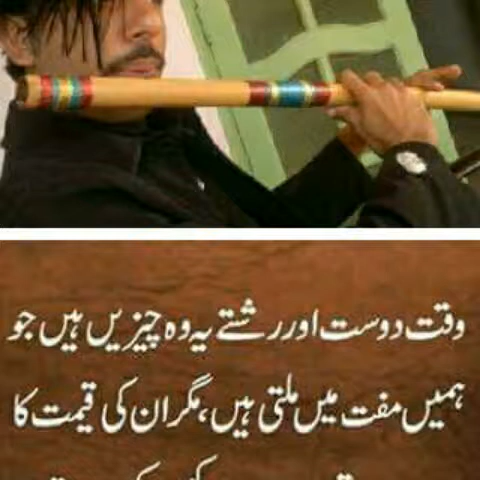 وقت دوست اور رشتے یہ وہ چیزیں ہیں جو
ہمیں مفت میں ملتی ہیں، مگر ان کی قیمت کا